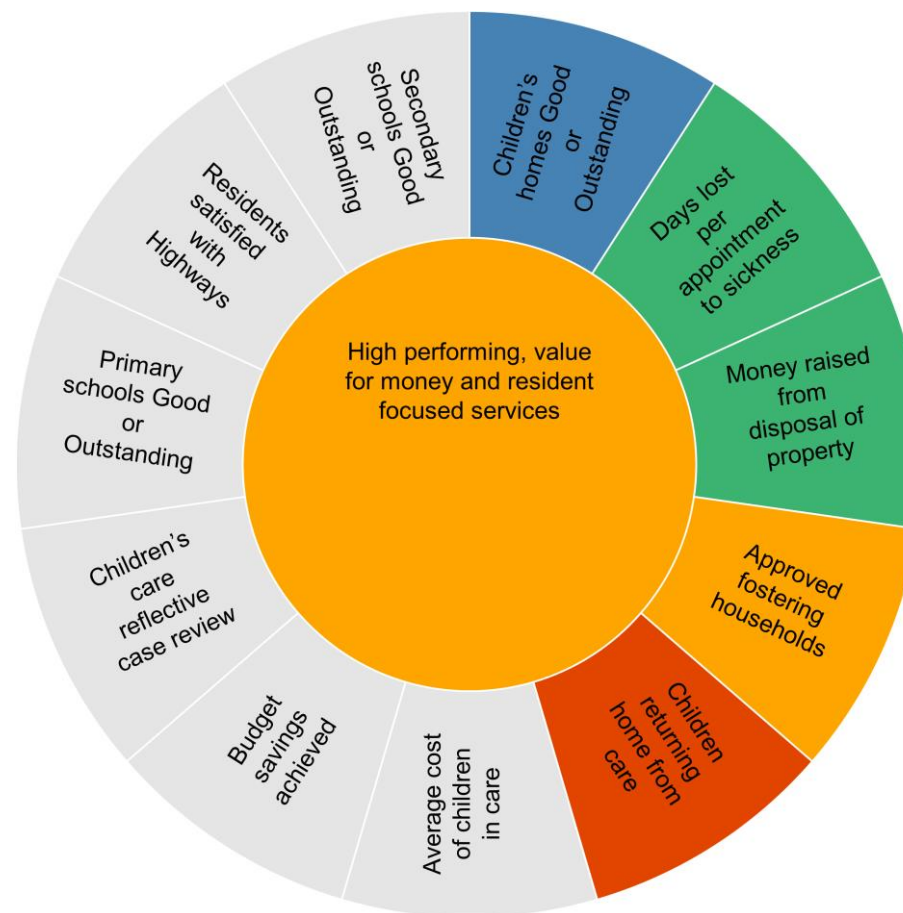 High performing, value
for money and resident
focused services
Children’s
homes Good
or
Outstanding
Days lost
per
appointment
to sickness
Money raised
from
disposal of
property
Approved
fostering
households
Children
returning
home from
care
Average cost
of children
in care
Budget
savings
achieved
Children’s
care
reflective
case review
Primary
schools Good
or
Outstanding
Residents
satisfied
with
Highways
Secondary
schools Good
or
Outstanding